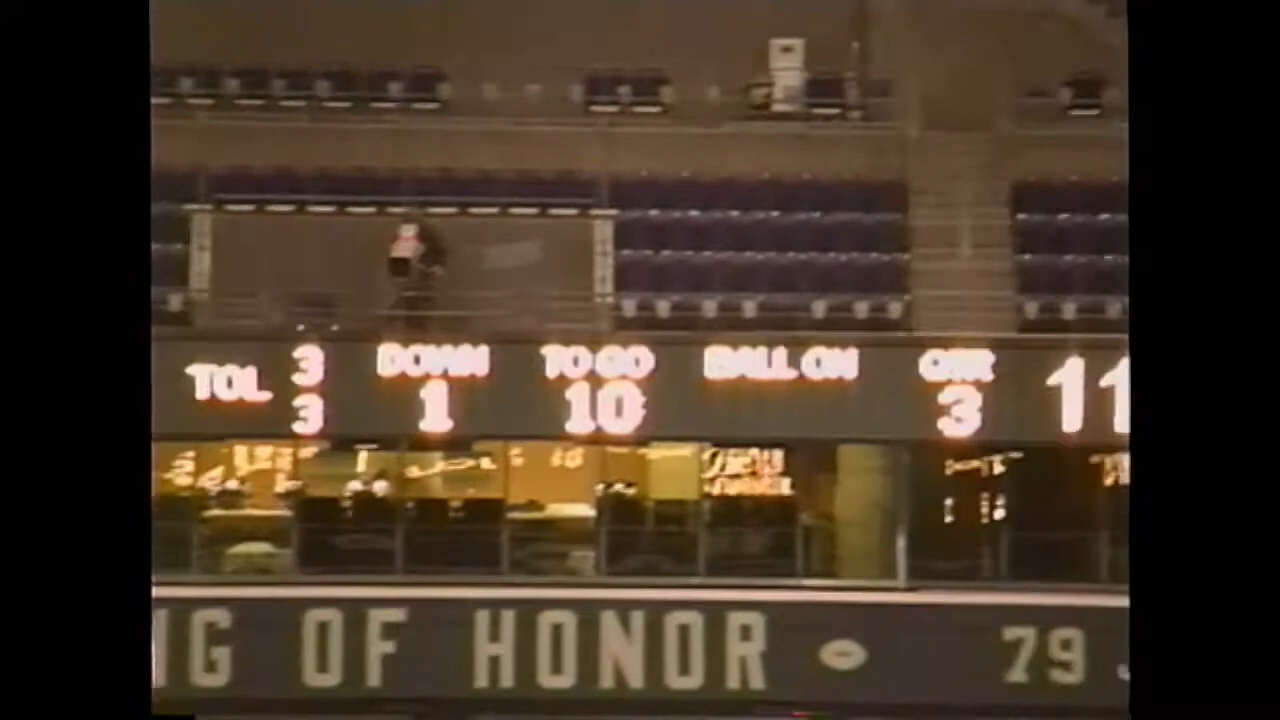 TOL 3 3
DOWN 1
TO GO 10
BALL ON
QTR 3
11
NG OF HONOR 79